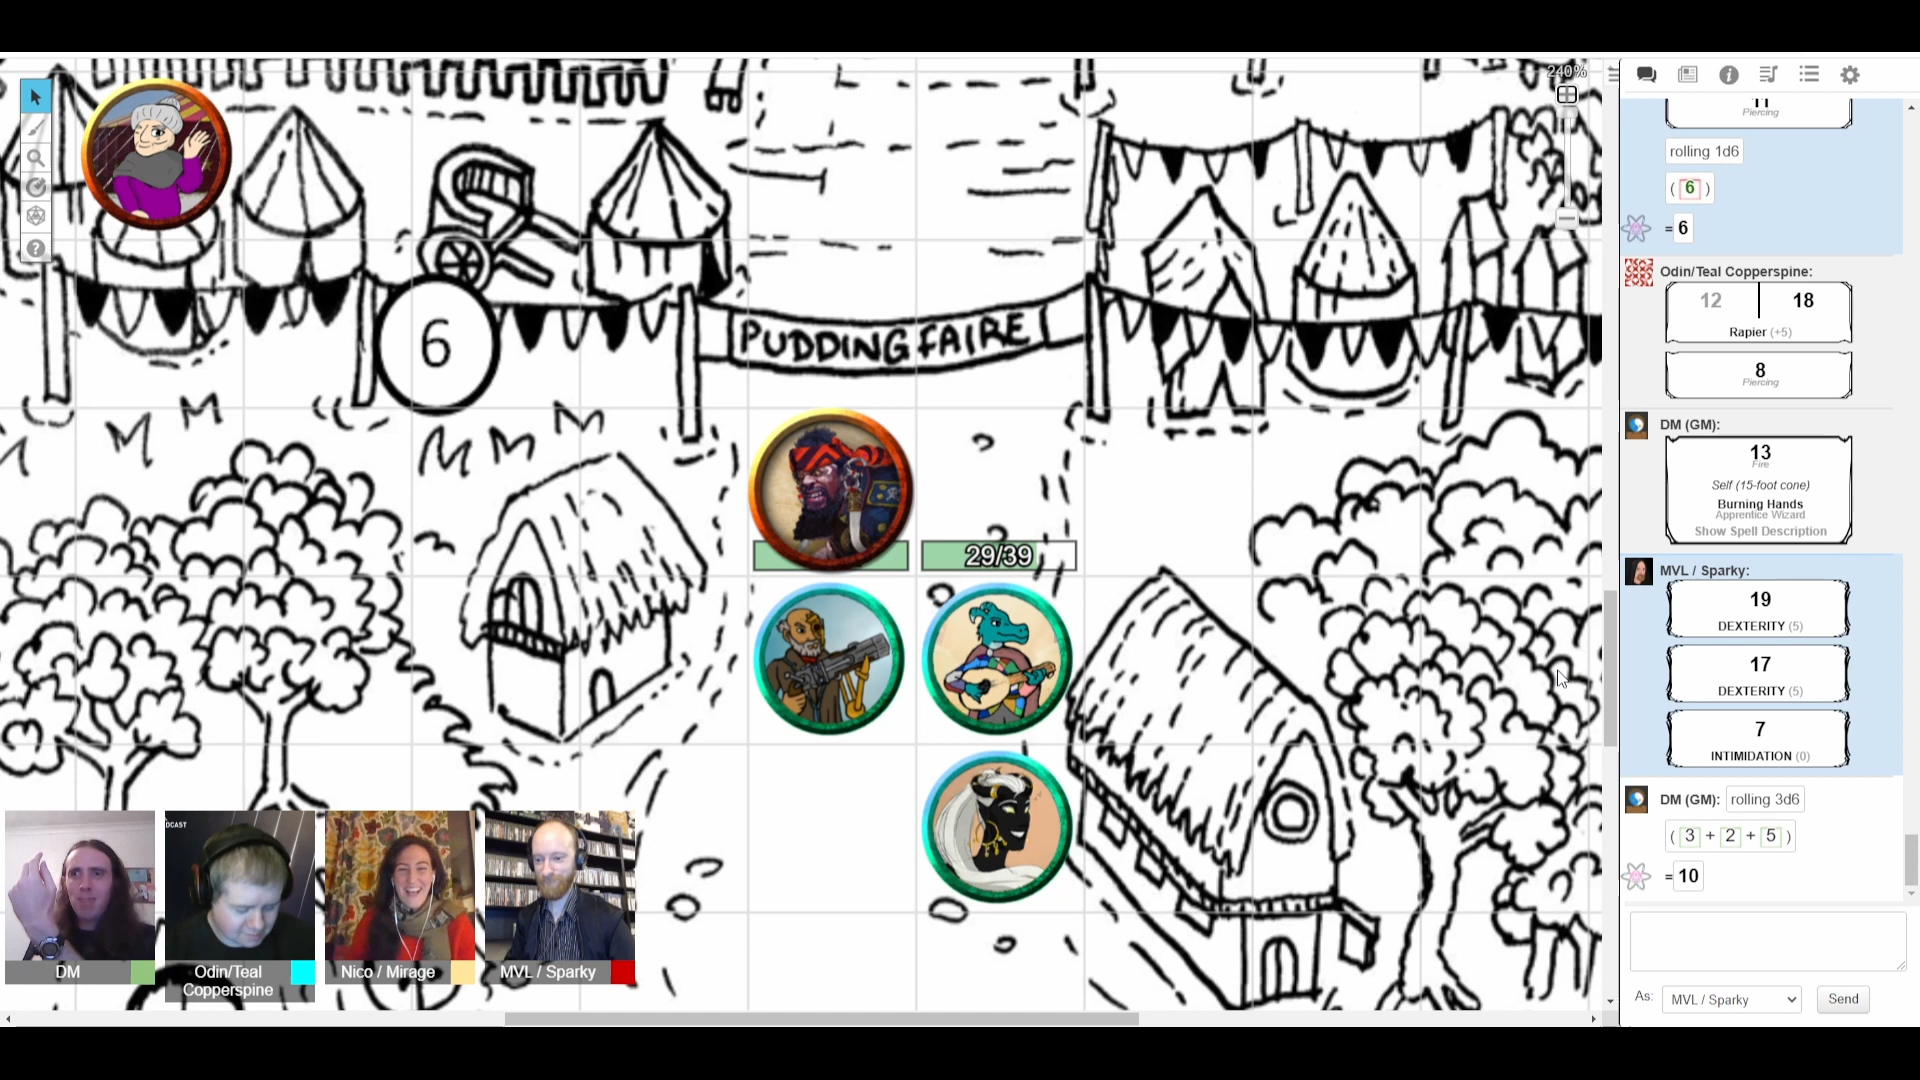 240%
6
PUDDING FAIRE
29/39
DCAST
DM
Odin/Teal
Copperspine
Nico / Mirage
MVL / Sparky
11
Piercing
rolling 1d6
( 6 )
= 6
Odin/Teal Copperspine:
12 18
Rapier (+5)
8
Piercing
DM (GM):
13
Fire
Self (15-foot cone)
Burning Hands
Apprentice Wizard
Show Spell Description
MVL / Sparky:
19
DEXTERITY (5)
17
DEXTERITY (5)
7
INTIMIDATION (0)
DM (GM): rolling 3d6
( 3 + 2 + 5 )
= 10
As: MVL / Sparky Send